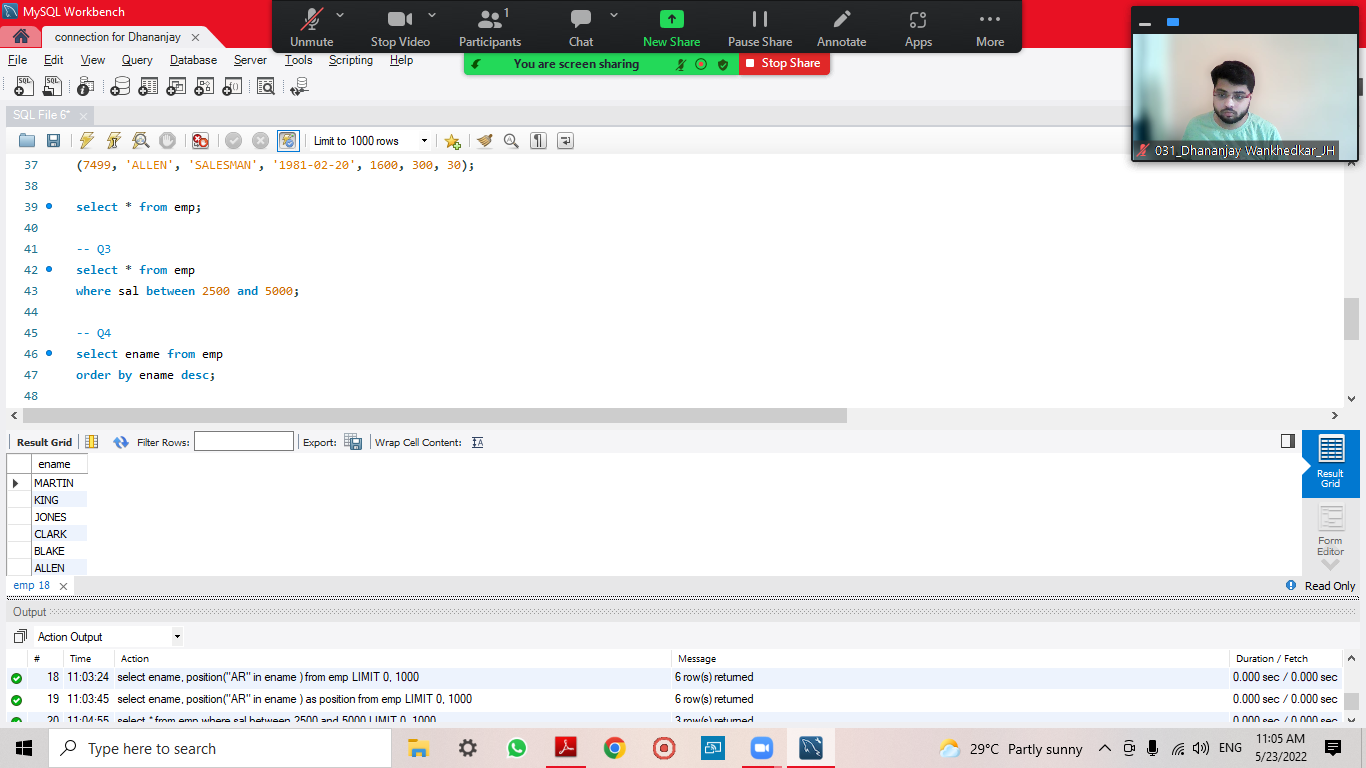 MySQL Workbench
connection for Dhananjay
Unmute Stop Video Participants 1 Chat New Share Pause Share Annotate Apps More
You are screen sharing Stop Share
File Edit View Query Database Server Tools Scripting Help
SQL File 6*
Limit to 1000 rows
031_Dhananjay Wankhedkar_JH
37 (7499, 'ALLEN', 'SALESMAN', '1981-02-20', 1600, 300, 30);
38
39 select * from emp;
40
41 -- Q3
42 select * from emp
43 where sal between 2500 and 5000;
44
45 -- Q4
46 select ename from emp
47 order by ename desc;
48
Result Grid Filter Rows: Export: Wrap Cell Content:
ename
MARTIN
KING
JONES
CLARK
BLAKE
ALLEN
Result
Grid
Form
Editor
emp 18 Read Only
Output
Action Output
# Time Action Message Duration / Fetch
18 11:03:24 select ename, position("AR" in ename ) from emp LIMIT 0, 1000 6 row(s) returned 0.000 sec / 0.000 sec
19 11:03:45 select ename, position("AR" in ename ) as position from emp LIMIT 0, 1000 6 row(s) returned 0.000 sec / 0.000 sec
20 11:04:55 select * from emp where sal between 2500 and 5000 LIMIT 0, 1000 3 row(s) returned 0.000 sec / 0.000 sec
Type here to search
29°C Partly sunny ENG
11:05 AM
5/23/2022